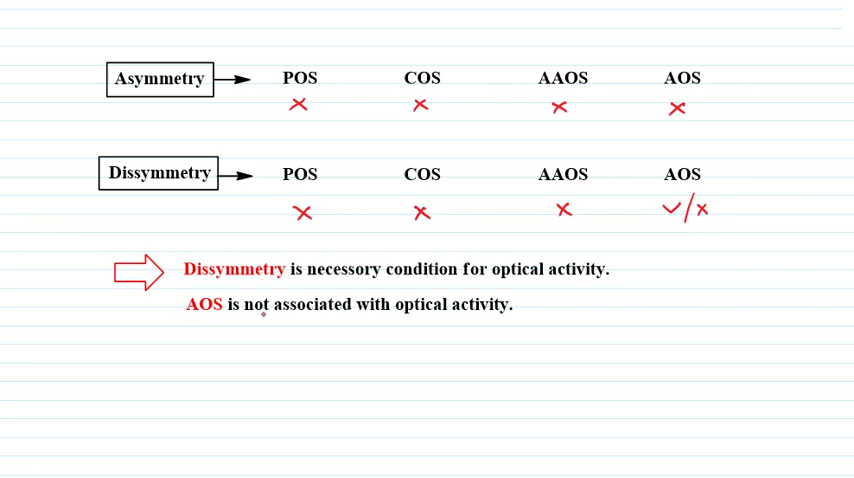 Asymmetry POS COS AAOS AOS
× × × ×
Dissymmetry POS COS AAOS AOS
× × × ✓/×
Dissymmetry is necessary condition for optical activity.
AOS is not associated with optical activity.